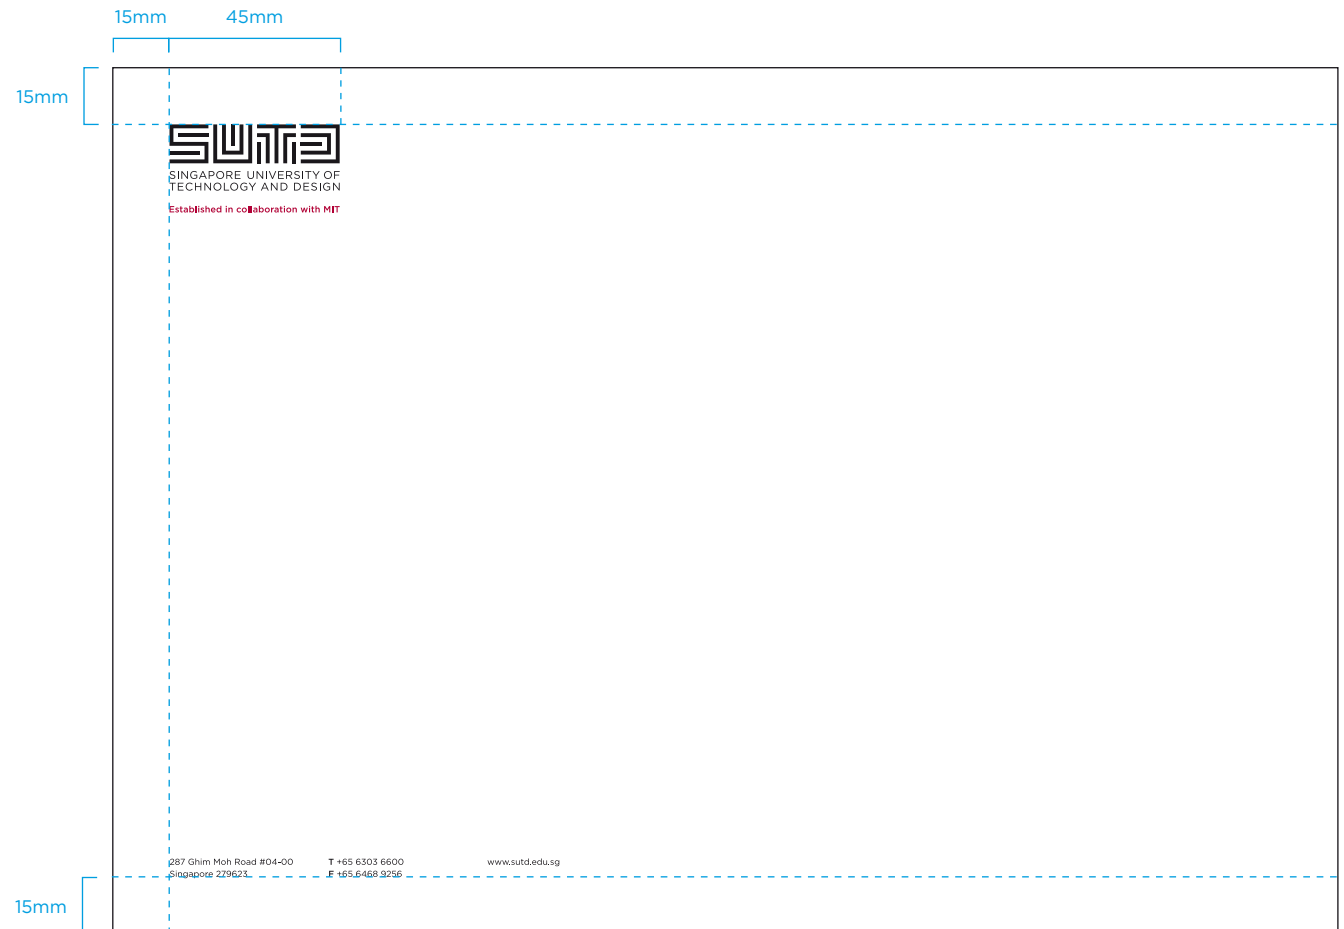 15mm 45mm
15mm
SUTD
SINGAPORE UNIVERSITY OF
TECHNOLOGY AND DESIGN
Established in collaboration with MIT
287 Ghim Moh Road #04-00 T +65 6303 6600 www.sutd.edu.sg
Singapore 279623 F +65 6468 9256
15mm